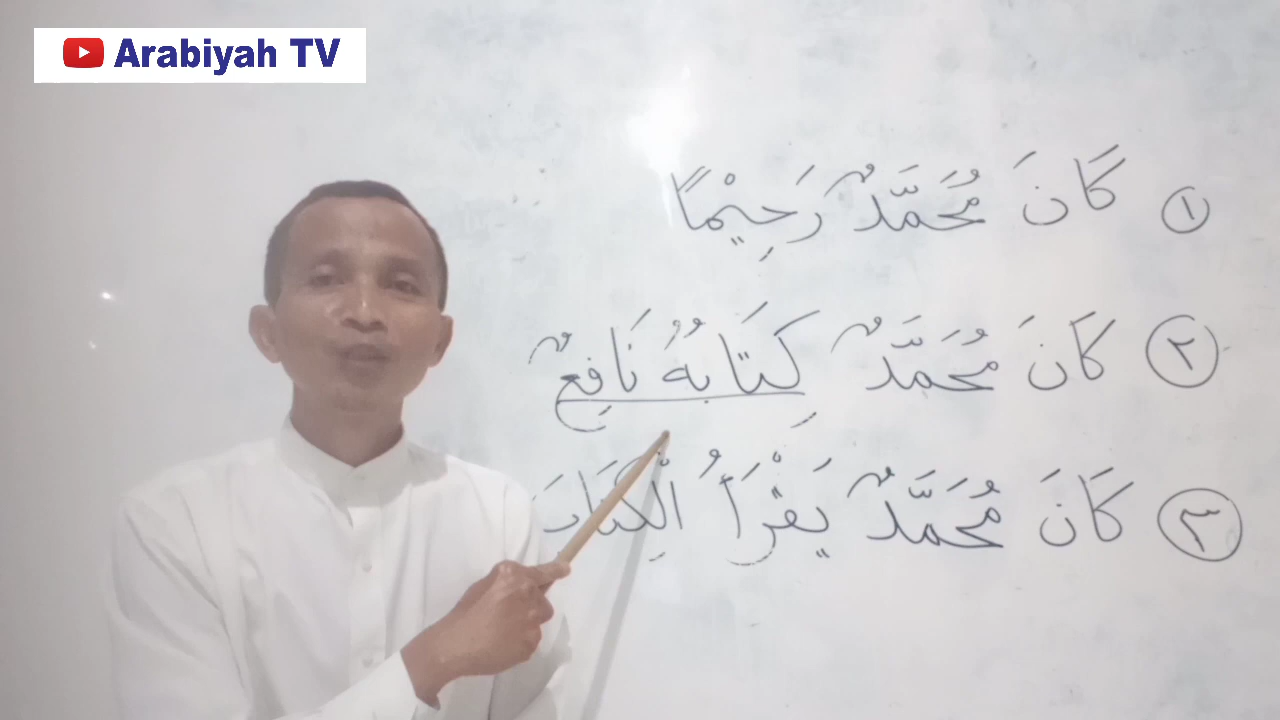 Arabiyah TV
١ كَانَ مُحَمَّدٌ رَحِيْمًا
٢ كَانَ مُحَمَّدٌ كِتَابُهُ نَافِعٌ
٣ كَانَ مُحَمَّدٌ يَقْرَأُ الْكِتَابَ